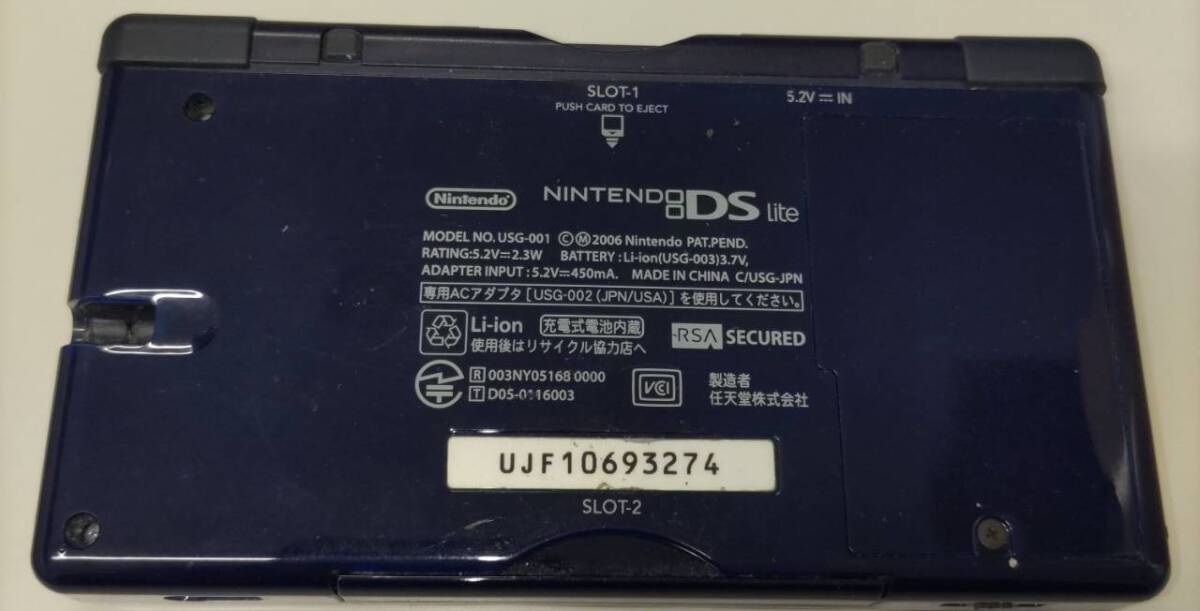 SLOT-1
PUSH CARD TO EJECT
5.2V⎓IN
Nintendo
NINTENDO DS Lite
MODEL NO. USG-001 ⒸⓂ2006 Nintendo PAT.PEND.
RATING:5.2V⎓2.3W BATTERY:Li-ion(USG-003)3.7V,
ADAPTER INPUT:5.2V⎓450mA. MADE IN CHINA C/USG-JPN
専用ACアダプタ[USG-002(JPN/USA)]を使用してください。
Li-ion 充電式電池内蔵
使用後はリサイクル協力店へ
RSA SECURED
R 003NY05168 0000
T D05-0116003
VCCI
製造者
任天堂株式会社
UJF10693274
SLOT-2